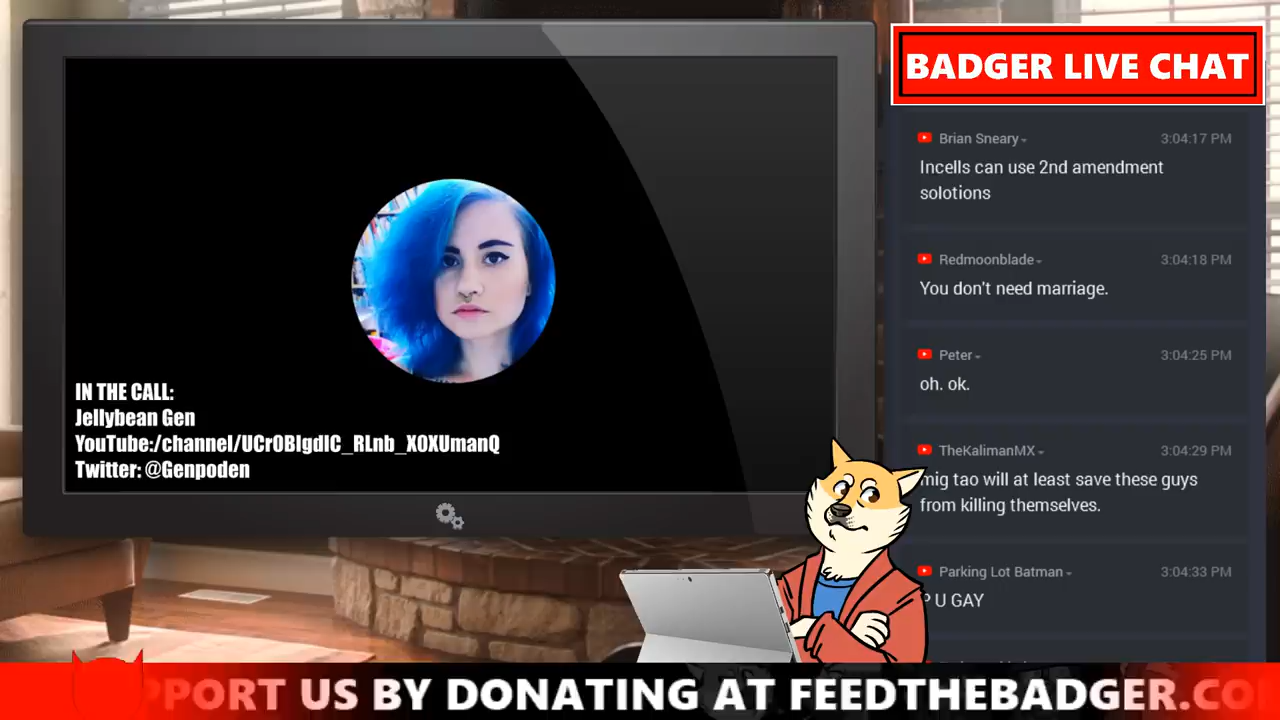 BADGER LIVE CHAT
Brian Sneary
3:04:17 PM
Incells can use 2nd amendment
solotions
Redmoonblade
3:04:18 PM
You don't need marriage.
Peter
3:04:25 PM
oh. ok.
TheKalimanMX
3:04:29 PM
mig tao will at least save these guys
from killing themselves.
Parking Lot Batman
3:04:33 PM
P U GAY
IN THE CALL:
Jellybean Gen
YouTube:/channel/UCrOBIgdIC_RLnb_XOXUmanQ
Twitter: @Genpoden
PPORT US BY DONATING AT FEEDTHEBADGER.CO